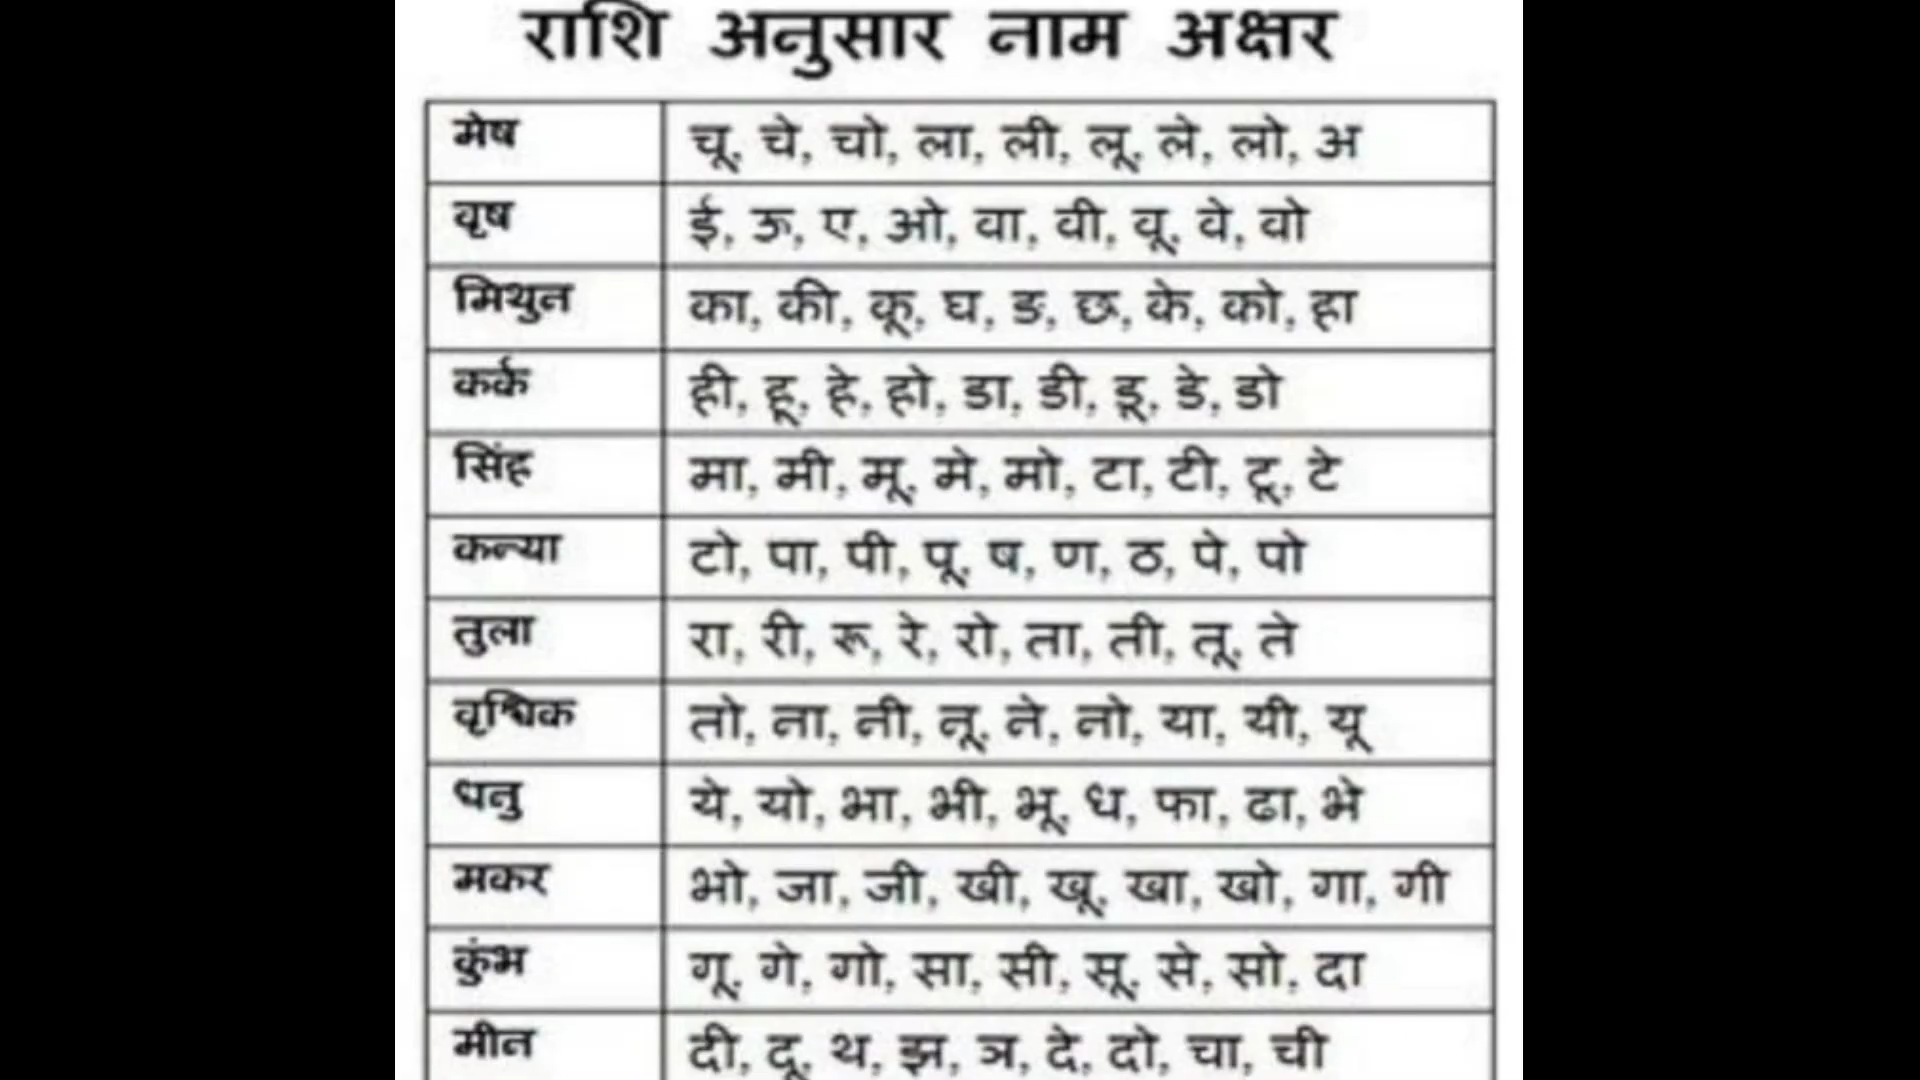 राशि अनुसार नाम अक्षर
मेष चू, चे, चो, ला, ली, लू, ले, लो, अ
वृष ई, ऊ, ए, ओ, वा, वी, वू, वे, वो
मिथुन का, की, कू, घ, ङ, छ, के, को, हा
कर्क ही, हू, हे, हो, डा, डी, डू, डे, डो
सिंह मा, मी, मू, मे, मो, टा, टी, टू, टे
कन्या टो, पा, पी, पू, ष, ण, ठ, पे, पो
तुला रा, री, रू, रे, रो, ता, ती, तू, ते
वृश्चिक तो, ना, नी, नू, ने, नो, या, यी, यू
धनु ये, यो, भा, भी, भू, ध, फा, ढा, भे
मकर भो, जा, जी, खी, खू, खा, खो, गा, गी
कुंभ गू, गे, गो, सा, सी, सू, से, सो, दा
मीन दी, दू, थ, झ, ञ, दे, दो, चा, ची